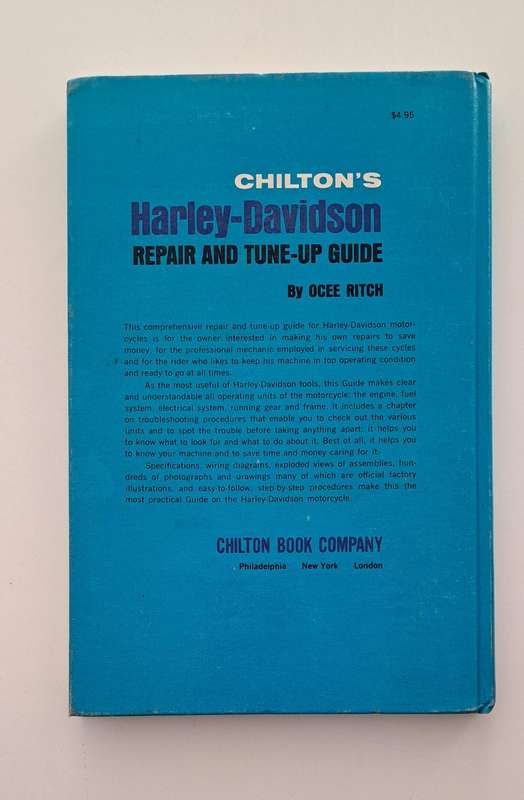 $4.95
CHILTON'S
Harley-Davidson
REPAIR AND TUNE-UP GUIDE
By OCEE RITCH
This comprehensive repair and tune-up guide for Harley-Davidson motor-
cycles is for the owner interested in making his own repairs to save
money, for the professional mechanic employed in servicing these cycles
and for the rider who likes to keep his machine in top operating condition
and ready to go at all times.
As the most useful of Harley-Davidson tools, this Guide makes clear
and understandable all operating units of the motorcycle: the engine, fuel
system, electrical system, running gear and frame. It includes a chapter
on troubleshooting procedures that enable you to check out the various
units and to spot the trouble before taking anything apart; it helps you
to know what to look for and what to do about it. Best of all, it helps you
to know your machine and to save time and money caring for it.
Specifications, wiring diagrams, exploded views of assemblies, hun-
dreds of photographs and drawings many of which are official factory
illustrations, and easy-to-follow, step-by-step procedures make this the
most practical Guide on the Harley-Davidson motorcycle.
CHILTON BOOK COMPANY
Philadelphia New York London